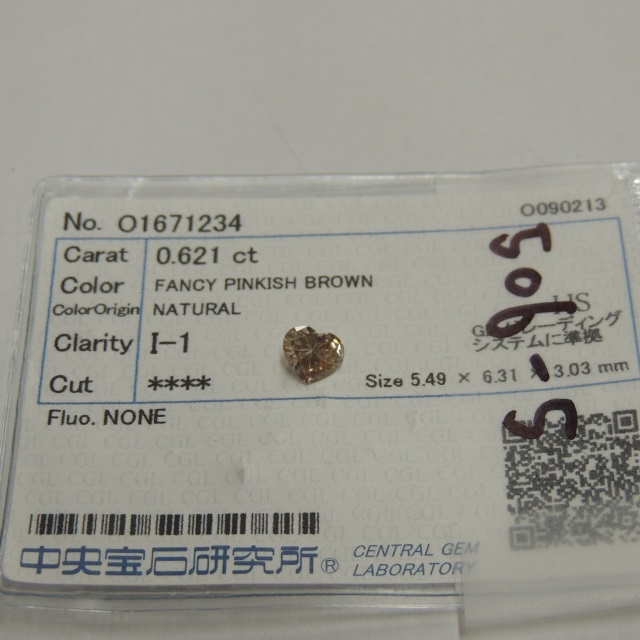 No. O1671234
O090213
Carat 0.621 ct
Color FANCY PINKISH BROWN
ColorOrigin NATURAL
Clarity I-1
システムに準拠
Cut ****
Size 5.49 × 6.31 × 3.03 mm
Fluo. NONE
中央宝石研究所®
CENTRAL GEM
LABORATORY